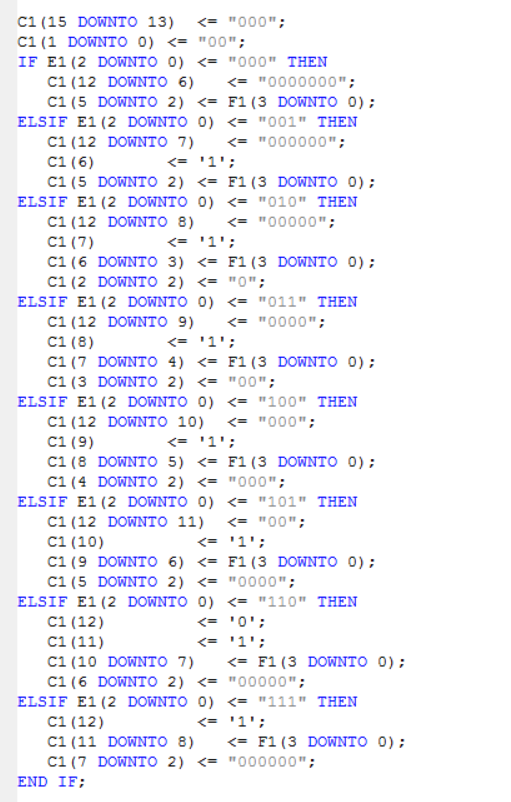 C1(15 DOWNTO 13)  <= "000";
C1(1 DOWNTO 0) <= "00";
IF E1(2 DOWNTO 0) <= "000" THEN
   C1(12 DOWNTO 6)   <= "0000000";
   C1(5 DOWNTO 2) <= F1(3 DOWNTO 0);
ELSIF E1(2 DOWNTO 0) <= "001" THEN
   C1(12 DOWNTO 7)   <= "000000";
   C1(6)       <= '1';
   C1(5 DOWNTO 2) <= F1(3 DOWNTO 0);
ELSIF E1(2 DOWNTO 0) <= "010" THEN
   C1(12 DOWNTO 8)   <= "00000";
   C1(7)       <= '1';
   C1(6 DOWNTO 3) <= F1(3 DOWNTO 0);
   C1(2 DOWNTO 2) <= "0";
ELSIF E1(2 DOWNTO 0) <= "011" THEN
   C1(12 DOWNTO 9)   <= "0000";
   C1(8)       <= '1';
   C1(7 DOWNTO 4) <= F1(3 DOWNTO 0);
   C1(3 DOWNTO 2) <= "00";
ELSIF E1(2 DOWNTO 0) <= "100" THEN
   C1(12 DOWNTO 10)  <= "000";
   C1(9)       <= '1';
   C1(8 DOWNTO 5) <= F1(3 DOWNTO 0);
   C1(4 DOWNTO 2) <= "000";
ELSIF E1(2 DOWNTO 0) <= "101" THEN
   C1(12 DOWNTO 11)  <= "00";
   C1(10)         <= '1';
   C1(9 DOWNTO 6) <= F1(3 DOWNTO 0);
   C1(5 DOWNTO 2) <= "0000";
ELSIF E1(2 DOWNTO 0) <= "110" THEN
   C1(12)         <= '0';
   C1(11)         <= '1';
   C1(10 DOWNTO 7)   <= F1(3 DOWNTO 0);
   C1(6 DOWNTO 2) <= "00000";
ELSIF E1(2 DOWNTO 0) <= "111" THEN
   C1(12)         <= '1';
   C1(11 DOWNTO 8)   <= F1(3 DOWNTO 0);
   C1(7 DOWNTO 2) <= "000000";
END IF;